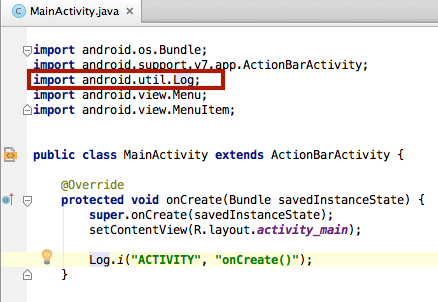 MainActivity.java
import android.os.Bundle;
import android.support.v7.app.ActionBarActivity;
import android.util.Log;
import android.view.Menu;
import android.view.MenuItem;
public class MainActivity extends ActionBarActivity {
@Override
protected void onCreate(Bundle savedInstanceState) {
super.onCreate(savedInstanceState);
setContentView(R.layout.activity_main);
Log.i("ACTIVITY", "onCreate()");
}